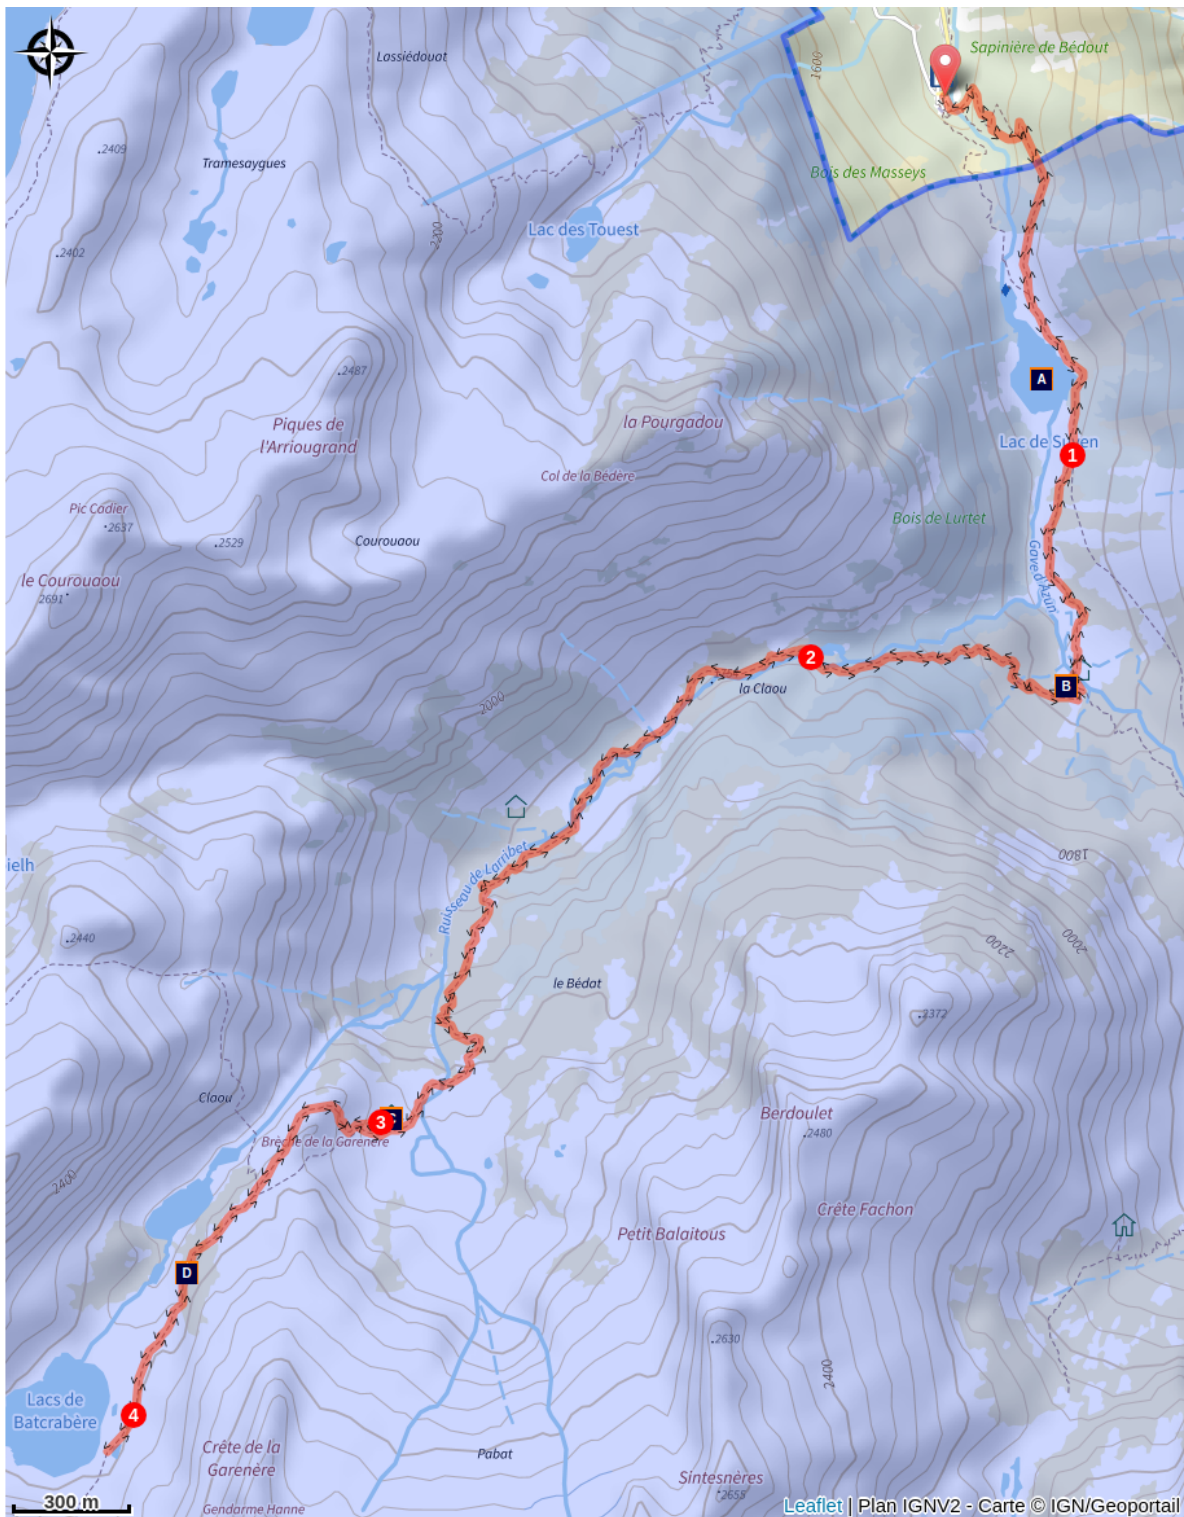 Sapinière de Bédout
Lassiédouat
1600
2409
Tramesaygues
Bois des Masseys
2200
Lac des Touest
2402
2487
A
Piques de
l'Arriougrand
la Pourgadou
Lac de Suyen
1
Col de la Bédère
Pic Cadier
2637
Bois de Lurtet
2529
Courouaou
Gave d'Azun
le Courouaou
2691
2
B
la Claou
2000
1800
ielh
Ruisseau de Larribet
2440
2200
2000
le Bédat
2372
Claou
Berdoulet
3
2480
Brèche de la Garenère
2400
Crête Fachon
Petit Balaitous
D
2630
2400
Lacs de
Batcrabère
4
Crête de la
Garenère
Pabat
Sintesnères
2655
300 m
Gendarme Hanne
Leaflet | Plan IGNV2 - Carte © IGN/Geoportail